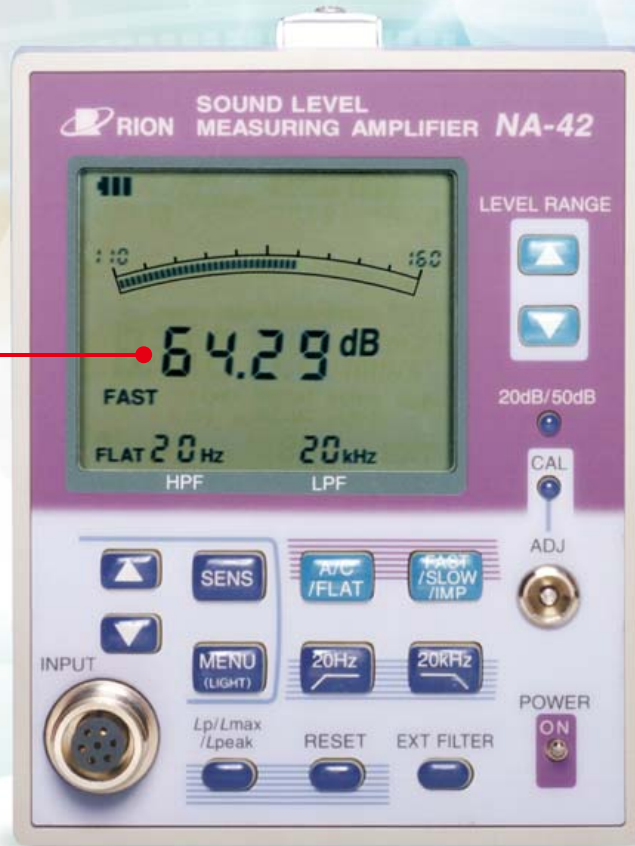 RION
SOUND LEVEL
MEASURING AMPLIFIER NA-42
LEVEL RANGE
110
160
64.29 dB
FAST
20dB/50dB
FLAT 20 Hz 20 kHz
HPF LPF
CAL
ADJ
SENS
A/C
/FLAT
FAST
/SLOW
/IMP
INPUT
MENU
(LIGHT)
20Hz
20kHz
POWER
ON
Lp/Lmax
/Lpeak
RESET
EXT FILTER